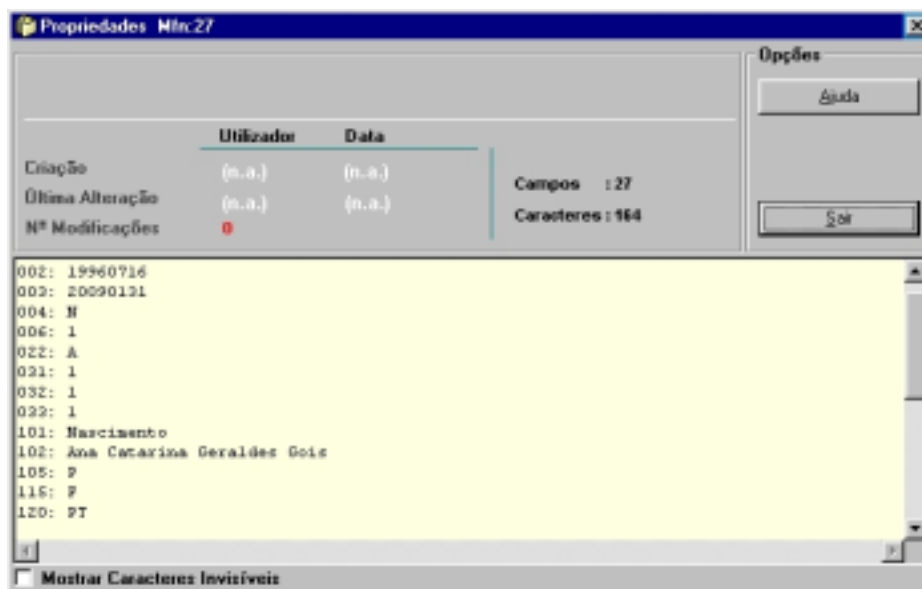 Propriedades Mfn:27
Opções
Ajuda
Utilizador Data
Criação (n.a.) (n.a.)
Última Alteração (n.a.) (n.a.)
Nº Modificações 0
Campos : 27
Caracteres : 164
Sair
002: 19960716
003: 20090131
004: N
006: 1
022: A
031: 1
032: 1
033: 1
101: Nascimento
102: Ana Catarina Geraldes Gois
105: P
115: F
120: PT
Mostrar Caracteres Invisíveis